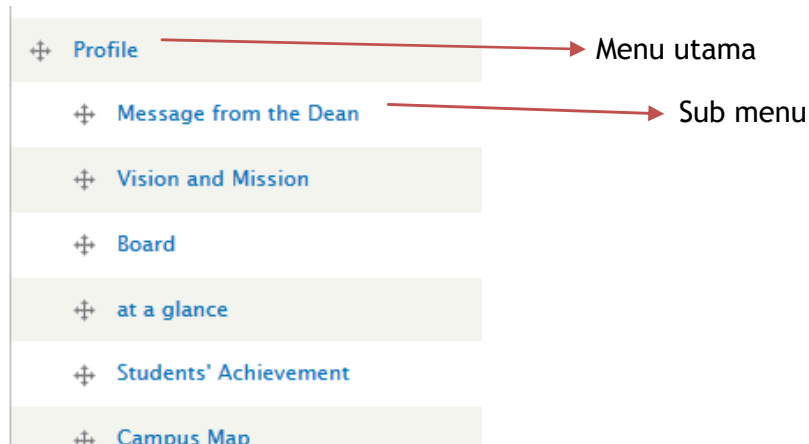 Profile
Menu utama
Message from the Dean
Sub menu
Vision and Mission
Board
at a glance
Students' Achievement
Campus Map